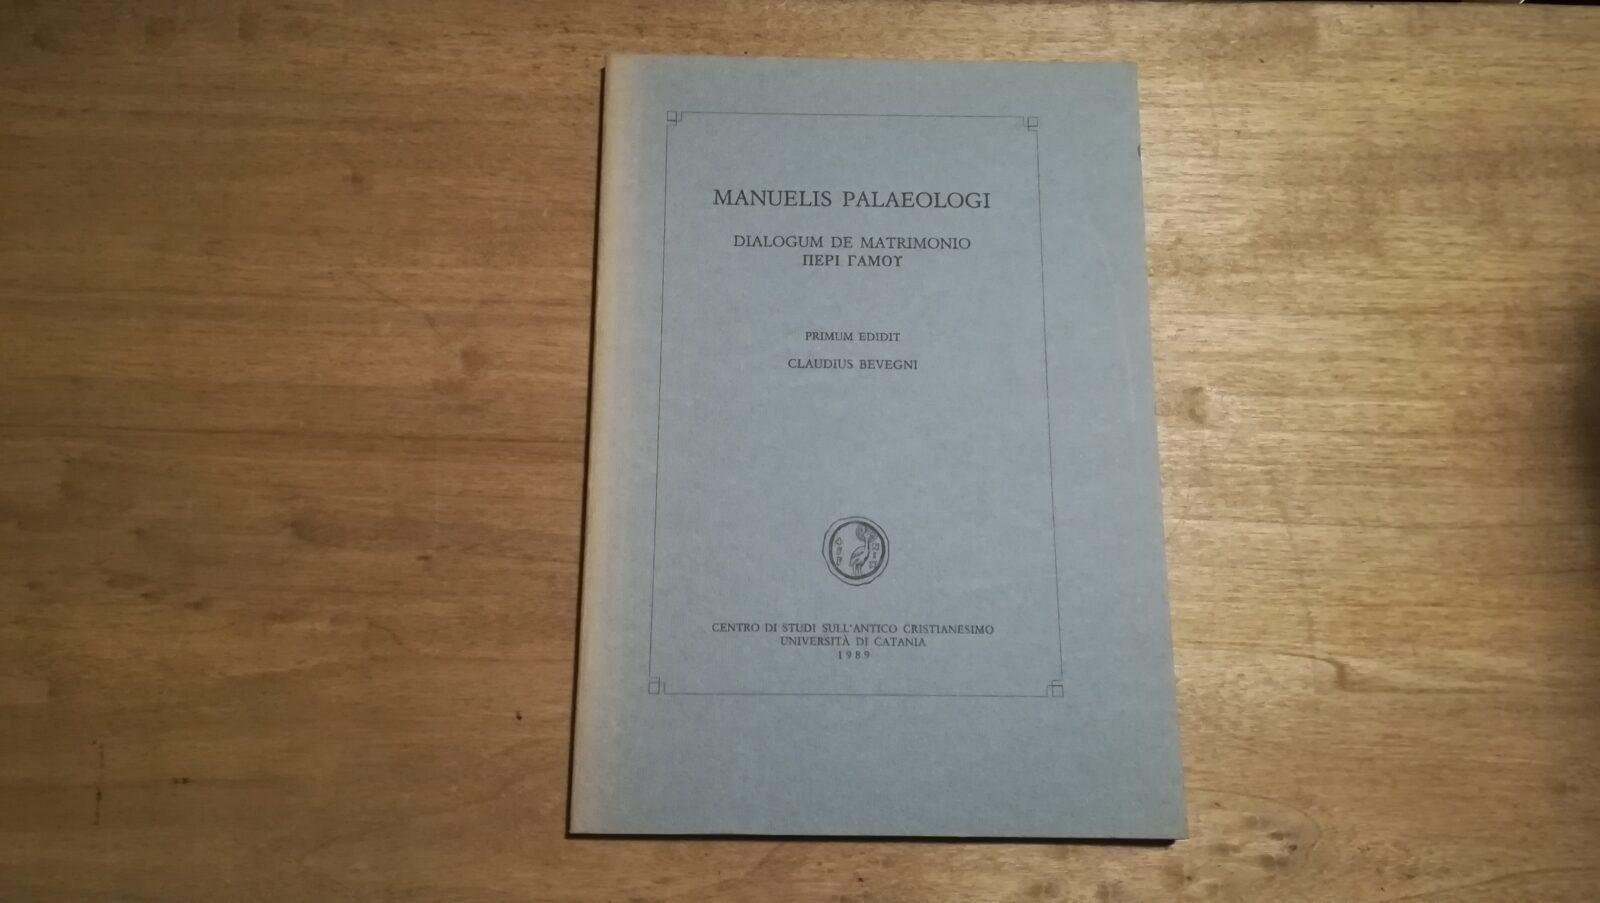 MANUELIS PALAEOLOGI
DIALOGUM DE MATRIMONIO
ΠΕΡΙ ΓΑΜΟΥ
PRIMUM EDIDIT
CLAUDIUS BEVEGNI
CENTRO DI STUDI SULL'ANTICO CRISTIANESIMO
UNIVERSITÀ DI CATANIA
1989